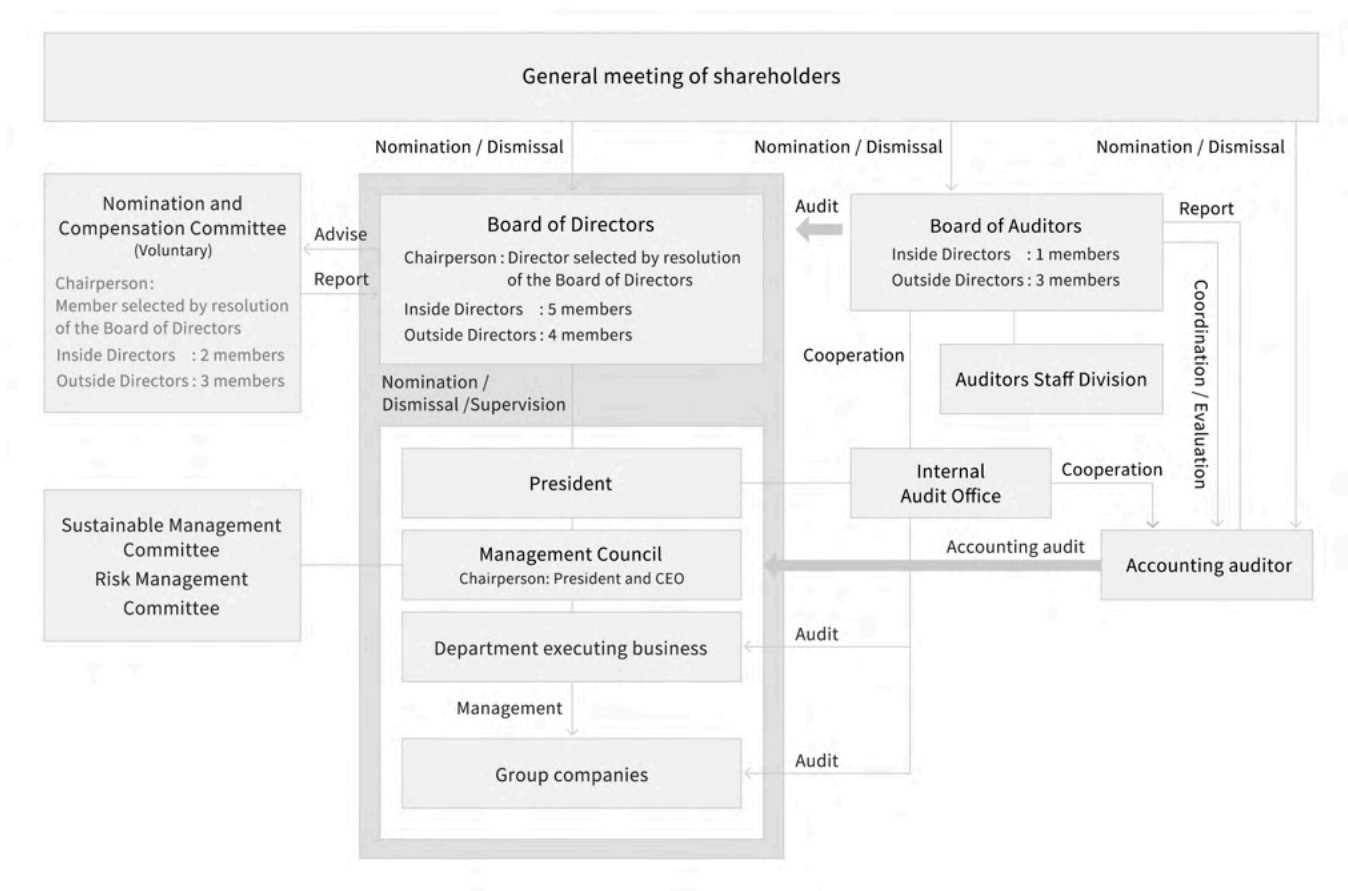 General meeting of shareholders
Nomination / Dismissal
Nomination / Dismissal
Nomination / Dismissal
Nomination and
Compensation Committee
(Voluntary)
Chairperson :
Member selected by resolution
of the Board of Directors
Inside Directors : 2 members
Outside Directors : 3 members
Advise
Report
Board of Directors
Chairperson : Director selected by resolution
of the Board of Directors
Inside Directors : 5 members
Outside Directors : 4 members
Audit
Board of Auditors
Inside Directors : 1 members
Outside Directors : 3 members
Report
Coordination / Evaluation
Cooperation
Auditors Staff Division
Nomination /
Dismissal /Supervision
President
Internal
Audit Office
Cooperation
Sustainable Management
Committee
Risk Management
Committee
Management Council
Chairperson: President and CEO
Accounting audit
Accounting auditor
Department executing business
Audit
Management
Group companies
Audit